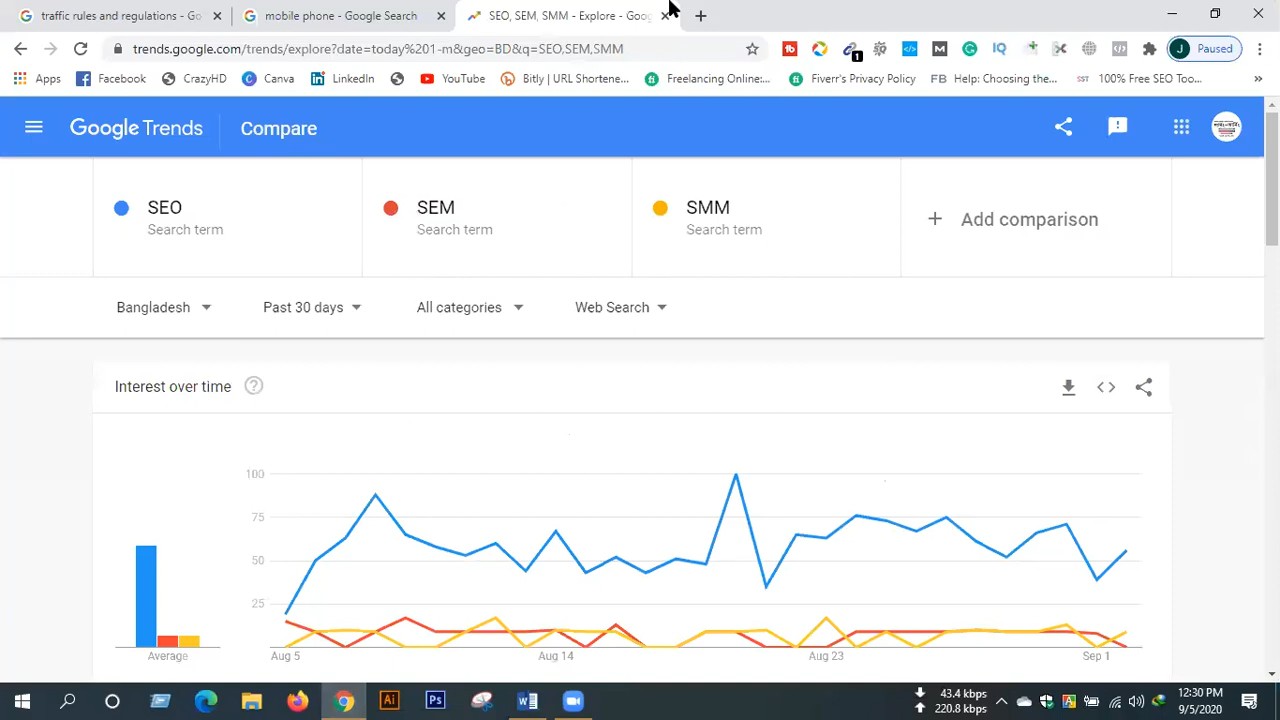 traffic rules and regulations - Go
mobile phone - Google Search
SEO, SEM, SMM - Explore - Goog
trends.google.com/trends/explore?date=today%201-m&geo=BD&q=SEO,SEM,SMM
1
J Paused
Apps
Facebook
CrazyHD
Canva
LinkedIn
YouTube
Bitly | URL Shortene...
Freelancing Online:...
Fiverr's Privacy Policy
FB Help: Choosing the...
SST 100% Free SEO Too...
»
Google Trends
Compare
SEO
Search term
SEM
Search term
SMM
Search term
+ Add comparison
Bangladesh
Past 30 days
All categories
Web Search
Interest over time ?
100
75
50
25
Average
Aug 5
Aug 14
Aug 23
Sep 1
Ai
Ps
43.4 kbps
220.8 kbps
12:30 PM
9/5/2020